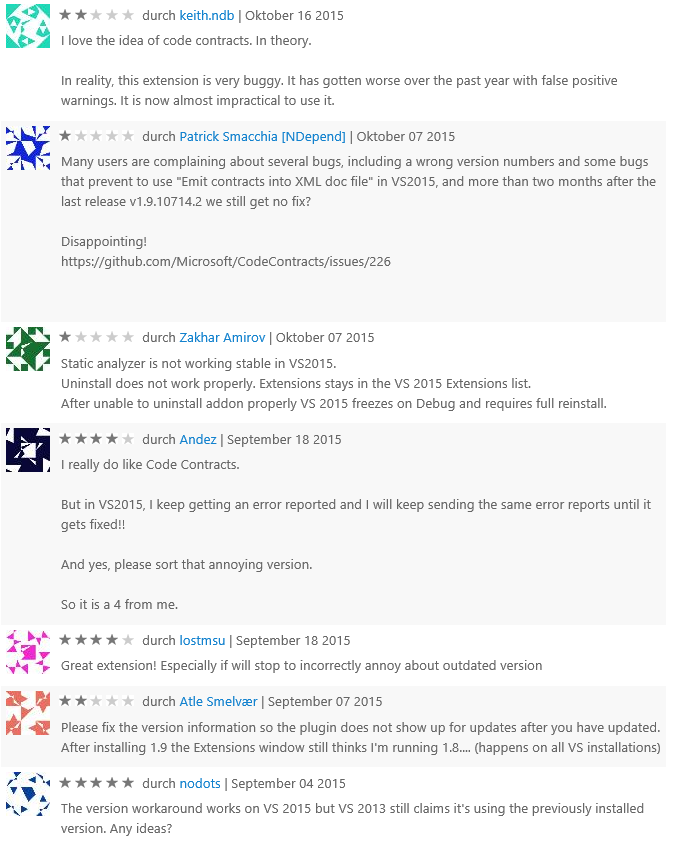 durch keith.ndb | Oktober 16 2015
I love the idea of code contracts. In theory.
In reality, this extension is very buggy. It has gotten worse over the past year with false positive
warnings. It is now almost impractical to use it.
durch Patrick Smacchia [NDepend] | Oktober 07 2015
Many users are complaining about several bugs, including a wrong version numbers and some bugs
that prevent to use "Emit contracts into XML doc file" in VS2015, and more than two months after the
last release v1.9.10714.2 we still get no fix?
Disappointing!
https://github.com/Microsoft/CodeContracts/issues/226
durch Zakhar Amirov | Oktober 07 2015
Static analyzer is not working stable in VS2015.
Uninstall does not work properly. Extensions stays in the VS 2015 Extensions list.
After unable to uninstall addon properly VS 2015 freezes on Debug and requires full reinstall.
durch Andez | September 18 2015
I really do like Code Contracts.
But in VS2015, I keep getting an error reported and I will keep sending the same error reports until it
gets fixed!!
And yes, please sort that annoying version.
So it is a 4 from me.
durch lostmsu | September 18 2015
Great extension! Especially if will stop to incorrectly annoy about outdated version
durch Atle Smelvær | September 07 2015
Please fix the version information so the plugin does not show up for updates after you have updated.
After installing 1.9 the Extensions window still thinks I'm running 1.8.... (happens on all VS installations)
durch nodots | September 04 2015
The version workaround works on VS 2015 but VS 2013 still claims it's using the previously installed
version. Any ideas?